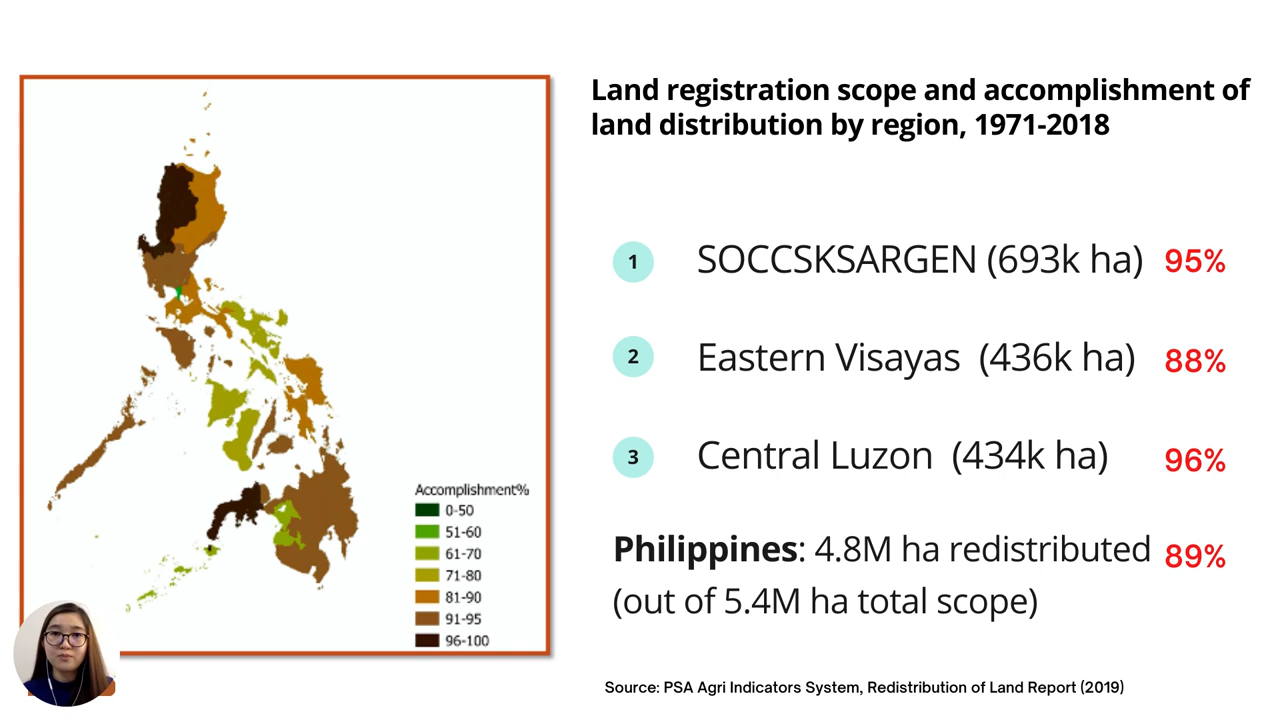 Land registration scope and accomplishment of
land distribution by region, 1971-2018
1 SOCCSKSARGEN (693k ha) 95%
2 Eastern Visayas (436k ha) 88%
3 Central Luzon (434k ha) 96%
Philippines: 4.8M ha redistributed 89%
(out of 5.4M ha total scope)
Accomplishment%
0-50
51-60
61-70
71-80
81-90
91-95
96-100
Source: PSA Agri Indicators System, Redistribution of Land Report (2019)